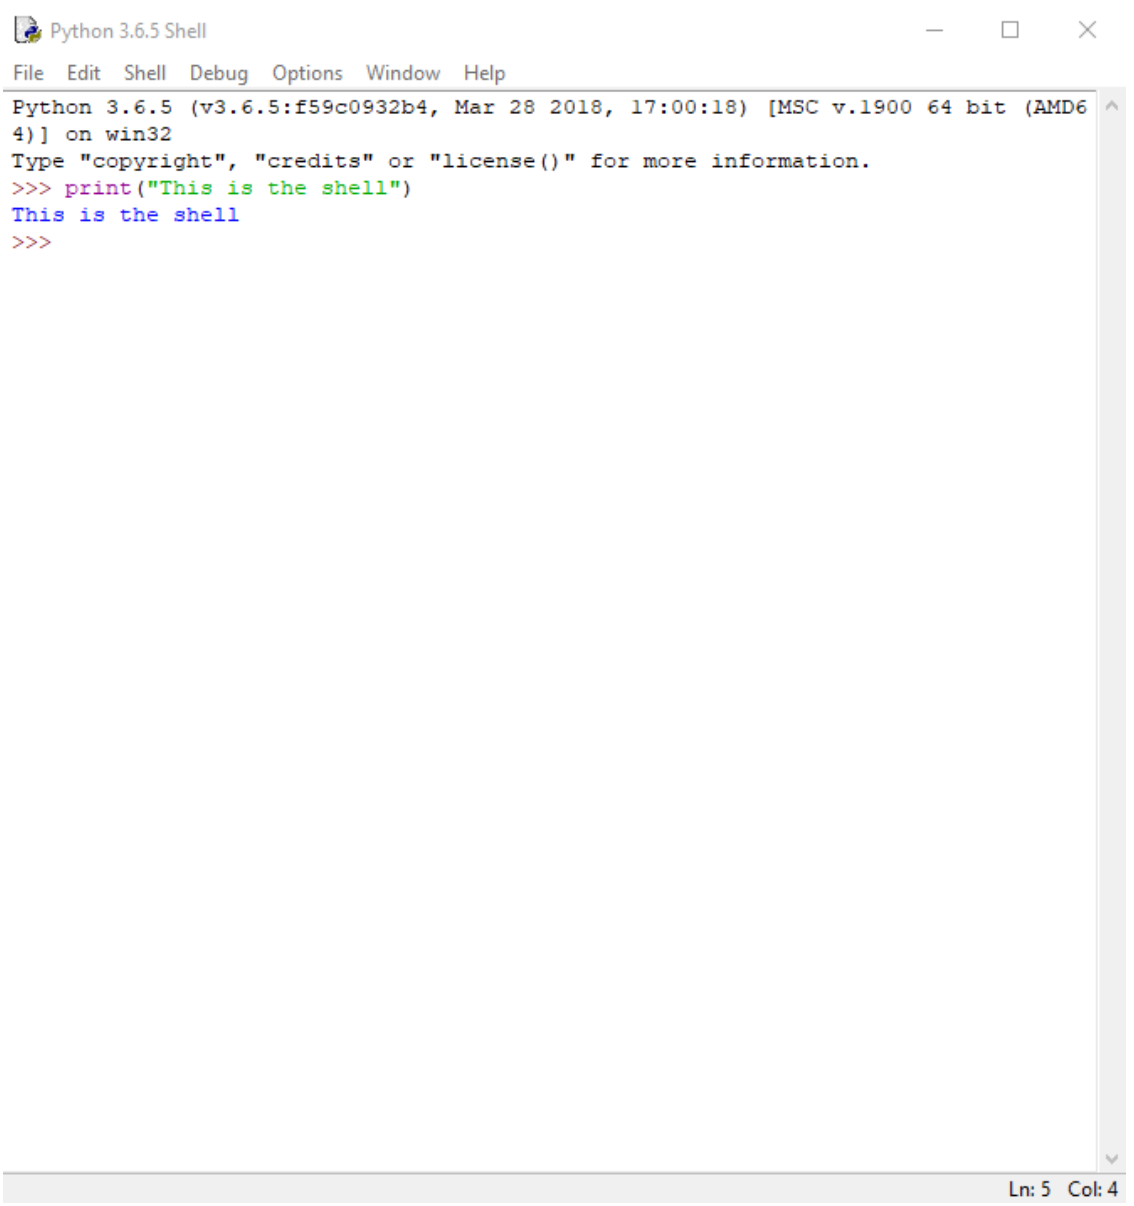 Python 3.6.5 Shell
File Edit Shell Debug Options Window Help
Python 3.6.5 (v3.6.5:f59c0932b4, Mar 28 2018, 17:00:18) [MSC v.1900 64 bit (AMD6
4)] on win32
Type "copyright", "credits" or "license()" for more information.
>>> print("This is the shell")
This is the shell
>>>
Ln: 5 Col: 4